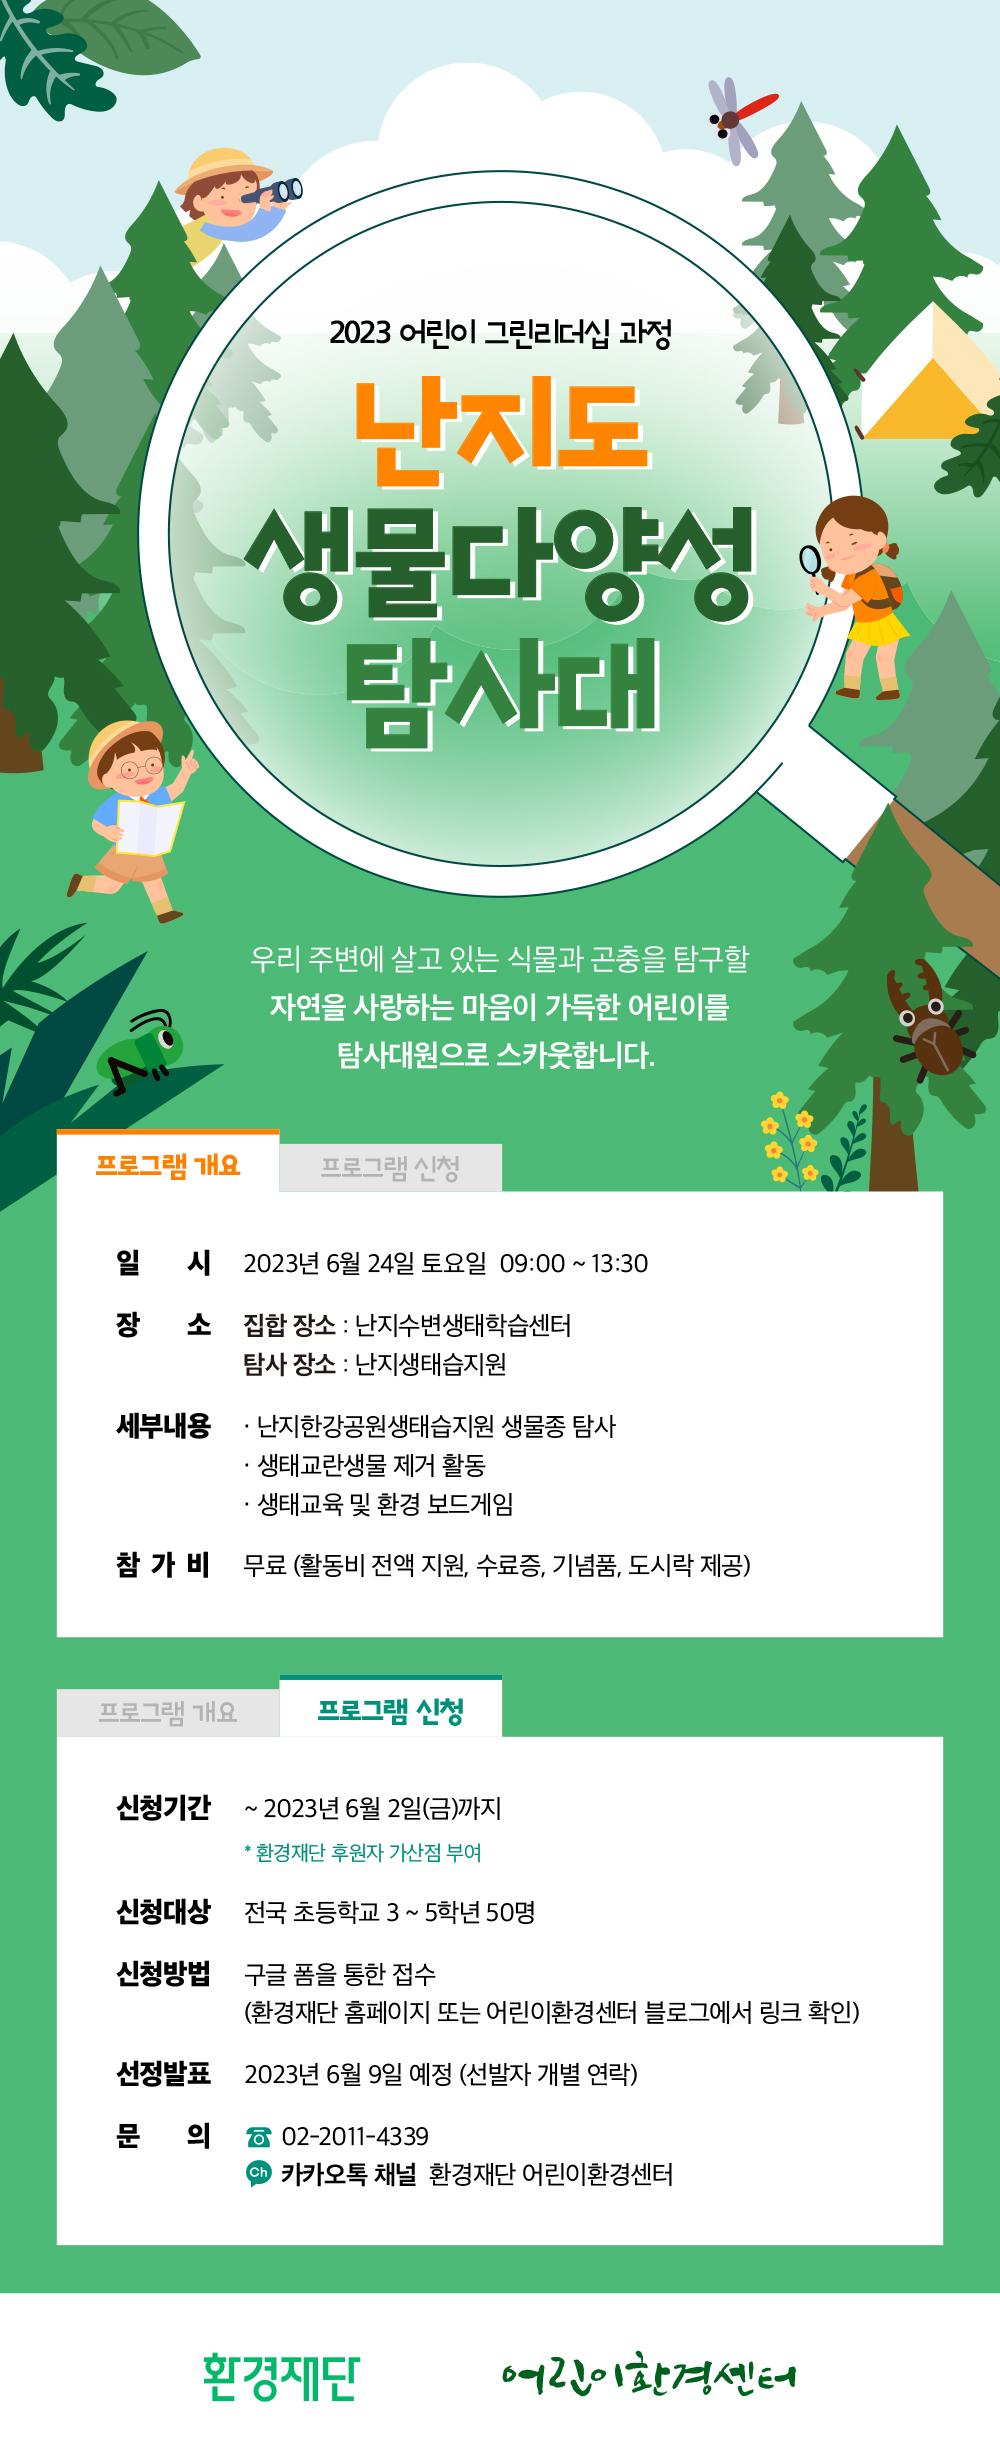 2023 어린이 그린리더십 과정
난지도
생물다양성
탐사대
우리 주변에 살고 있는 식물과 곤충을 탐구할
자연을 사랑하는 마음이 가득한 어린이를
탐사대원으로 스카웃합니다.
프로그램 개요 프로그램 신청
일 시 2023년 6월 24일 토요일 09:00 ~ 13:30
장 소 집합 장소 : 난지수변생태학습센터
탐사 장소 : 난지생태습지원
세부내용 · 난지한강공원생태습지원 생물종 탐사
· 생태교란생물 제거 활동
· 생태교육 및 환경 보드게임
참 가 비 무료 (활동비 전액 지원, 수료증, 기념품, 도시락 제공)
프로그램 개요 프로그램 신청
신청기간 ~ 2023년 6월 2일(금)까지
* 환경재단 후원자 가산점 부여
신청대상 전국 초등학교 3 ~ 5학년 50명
신청방법 구글 폼을 통한 접수
(환경재단 홈페이지 또는 어린이환경센터 블로그에서 링크 확인)
선정발표 2023년 6월 9일 예정 (선발자 개별 연락)
문 의 02-2011-4339
Ch 카카오톡 채널 환경재단 어린이환경센터
환경재단 어린이환경센터